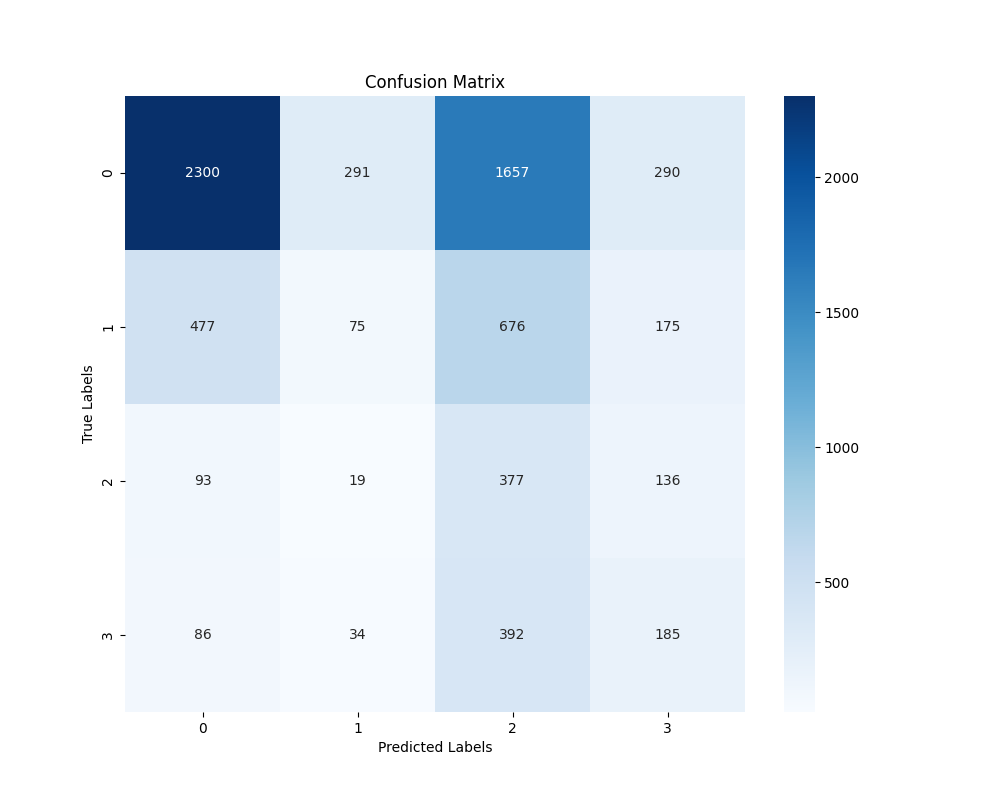 Confusion Matrix
0 2300 291 1657 290
1 477 75 676 175
2 93 19 377 136
3 86 34 392 185
0 1 2 3
Predicted Labels
True Labels
2000
1500
1000
500